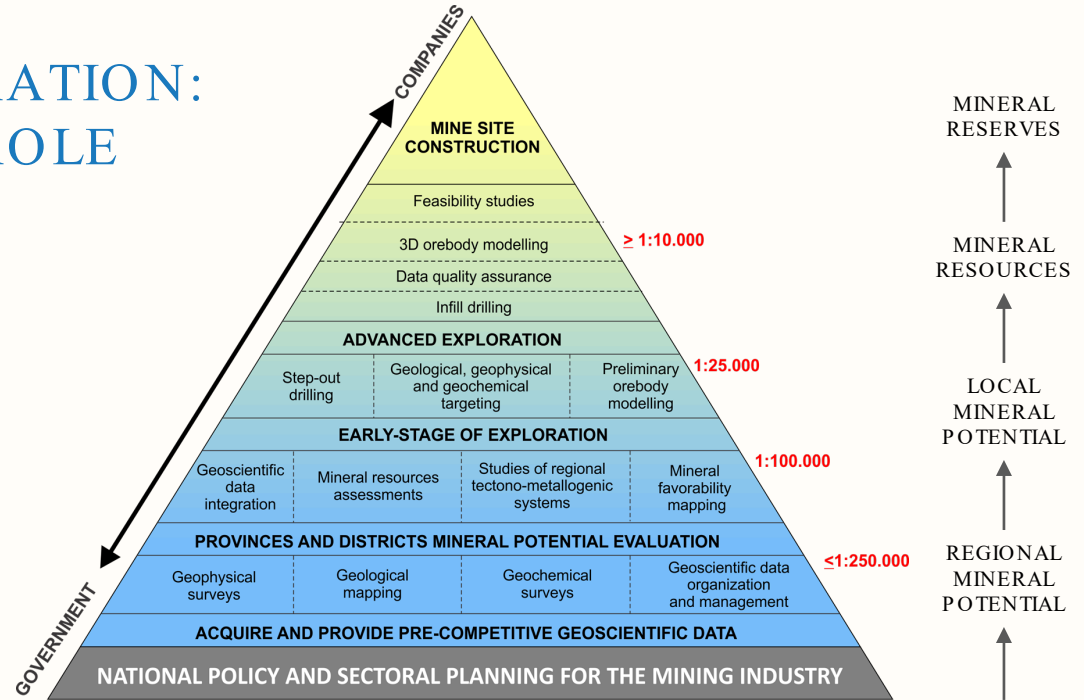 ATION:
OLE
COMPANIES
GOVERNMENT
MINE SITE
CONSTRUCTION
Feasibility studies
3D orebody modelling
Data quality assurance
Infill drilling
ADVANCED EXPLORATION
Step-out
drilling
Geological, geophysical
and geochemical
targeting
Preliminary
orebody
modelling
EARLY-STAGE OF EXPLORATION
Geoscientific
data
integration
Mineral resources
assessments
Studies of regional
tectono-metallogenic
systems
Mineral
favorability
mapping
PROVINCES AND DISTRICTS MINERAL POTENTIAL EVALUATION
Geophysical
surveys
Geological
mapping
Geochemical
surveys
Geoscientific data
organization
and management
ACQUIRE AND PROVIDE PRE-COMPETITIVE GEOSCIENTIFIC DATA
NATIONAL POLICY AND SECTORAL PLANNING FOR THE MINING INDUSTRY
≥ 1:10.000
1:25.000
1:100.000
≤1:250.000
MINERAL
RESERVES
MINERAL
RESOURCES
LOCAL
MINERAL
POTENTIAL
REGIONAL
MINERAL
POTENTIAL